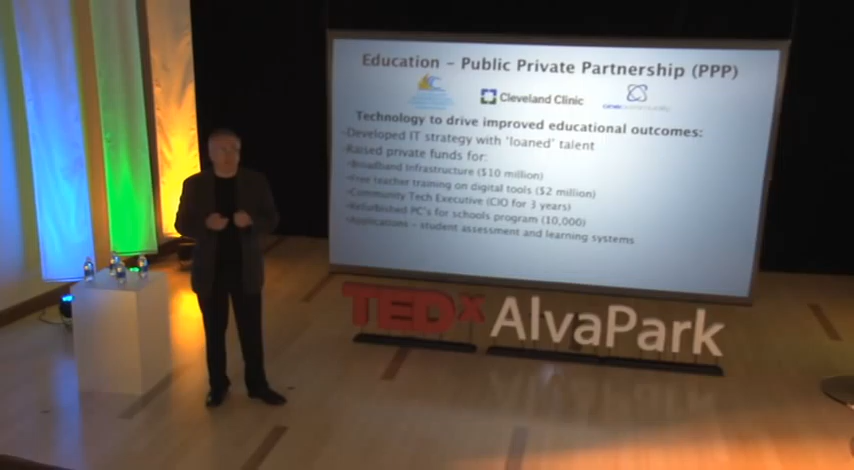 Education - Public Private Partnership (PPP)
Cleveland Clinic
Technology to drive improved educational outcomes:
Developed IT strategy with 'loaned' talent
Raised private funds for:
Broadband Infrastructure ($10 million)
Free teacher training on digital tools ($2 million)
Community Tech Executive (CIO for 3 years)
Refurbished PC's for schools program (10,000)
Applications - student assessment and learning systems
TEDx AlvaPark